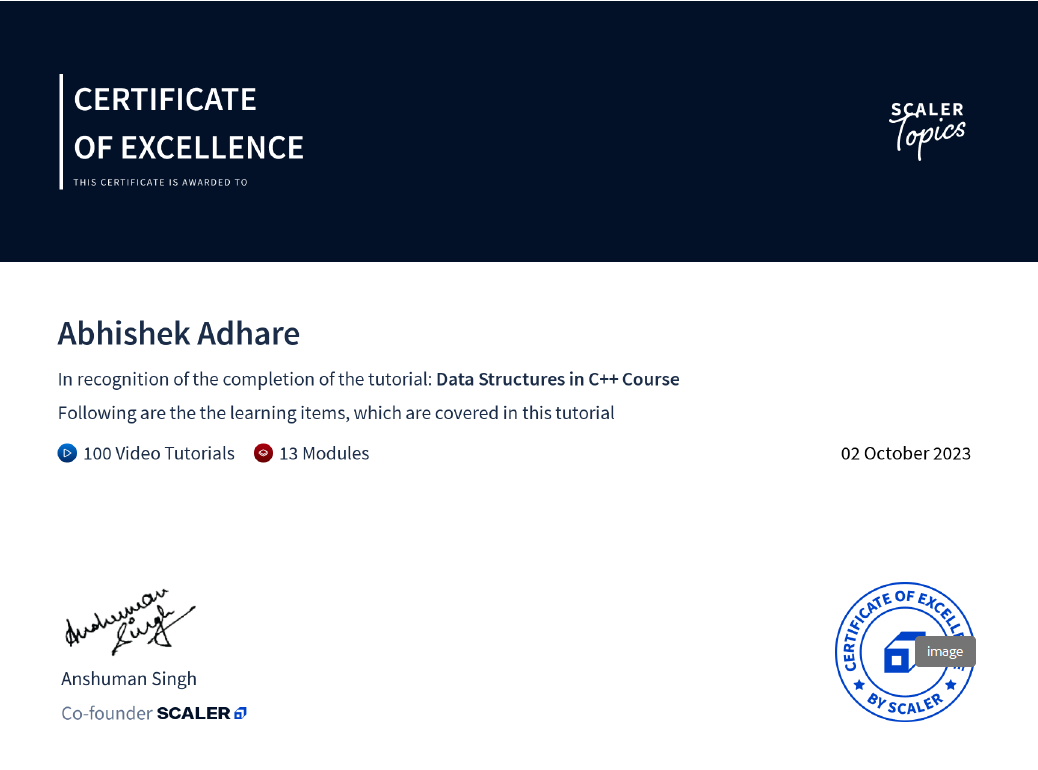 CERTIFICATE
OF EXCELLENCE
THIS CERTIFICATE IS AWARDED TO
SCALER
Topics
Abhishek Adhare
In recognition of the completion of the tutorial: Data Structures in C++ Course
Following are the the learning items, which are covered in this tutorial
100 Video Tutorials 13 Modules
02 October 2023
Anshuman
Singh
Anshuman Singh
Co-founder SCALER
CERTIFICATE OF
image
BY SCALER